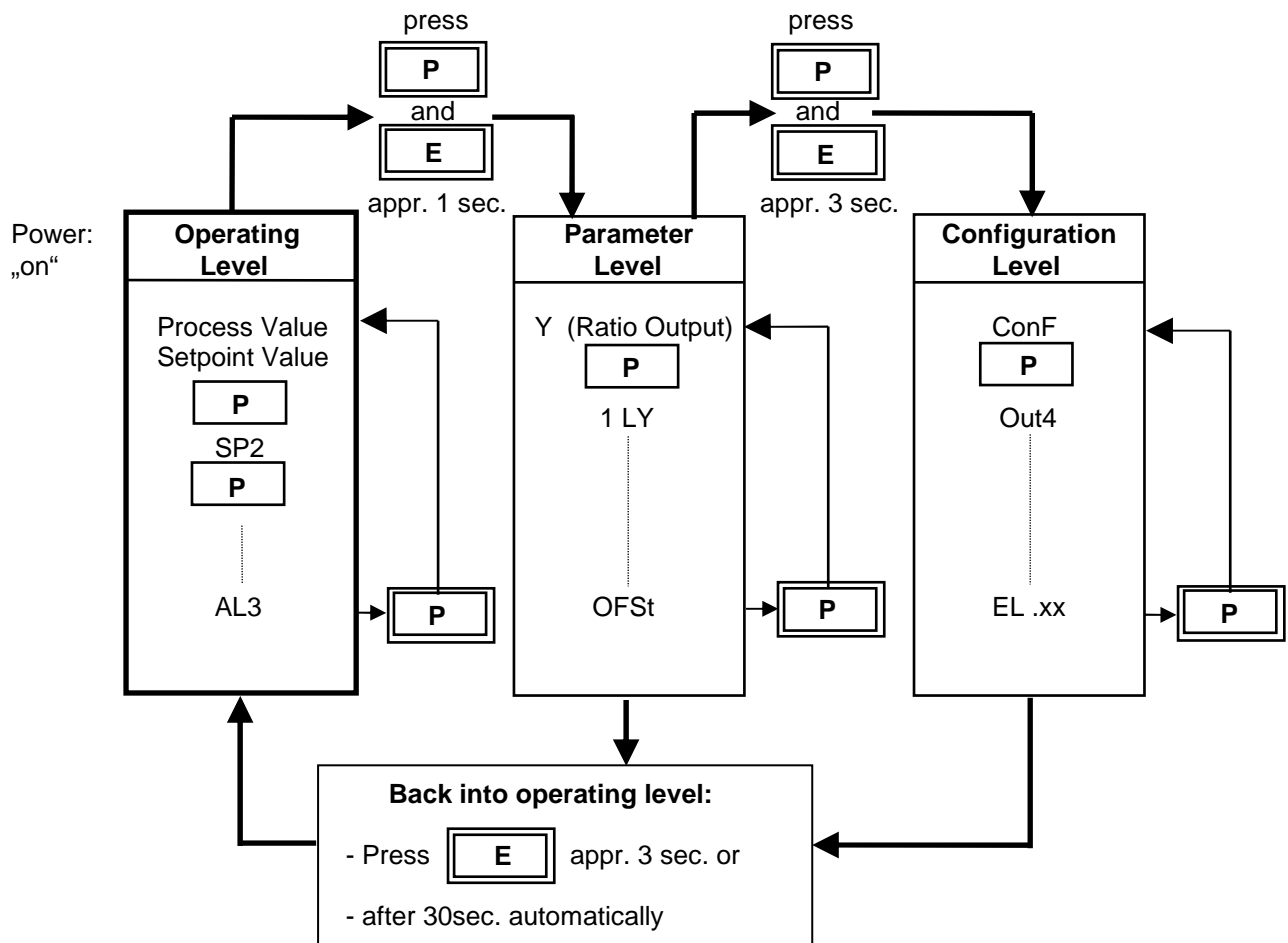 press
P
and
E
appr. 1 sec.
press
P
and
E
appr. 3 sec.
Power:
„on“
Operating
Level
Process Value
Setpoint Value
P
SP2
P
AL3
P
Parameter
Level
Y (Ratio Output)
P
1 LY
OFSt
P
Configuration
Level
ConF
P
Out4
EL .xx
P
Back into operating level:
- Press E appr. 3 sec. or
- after 30sec. automatically